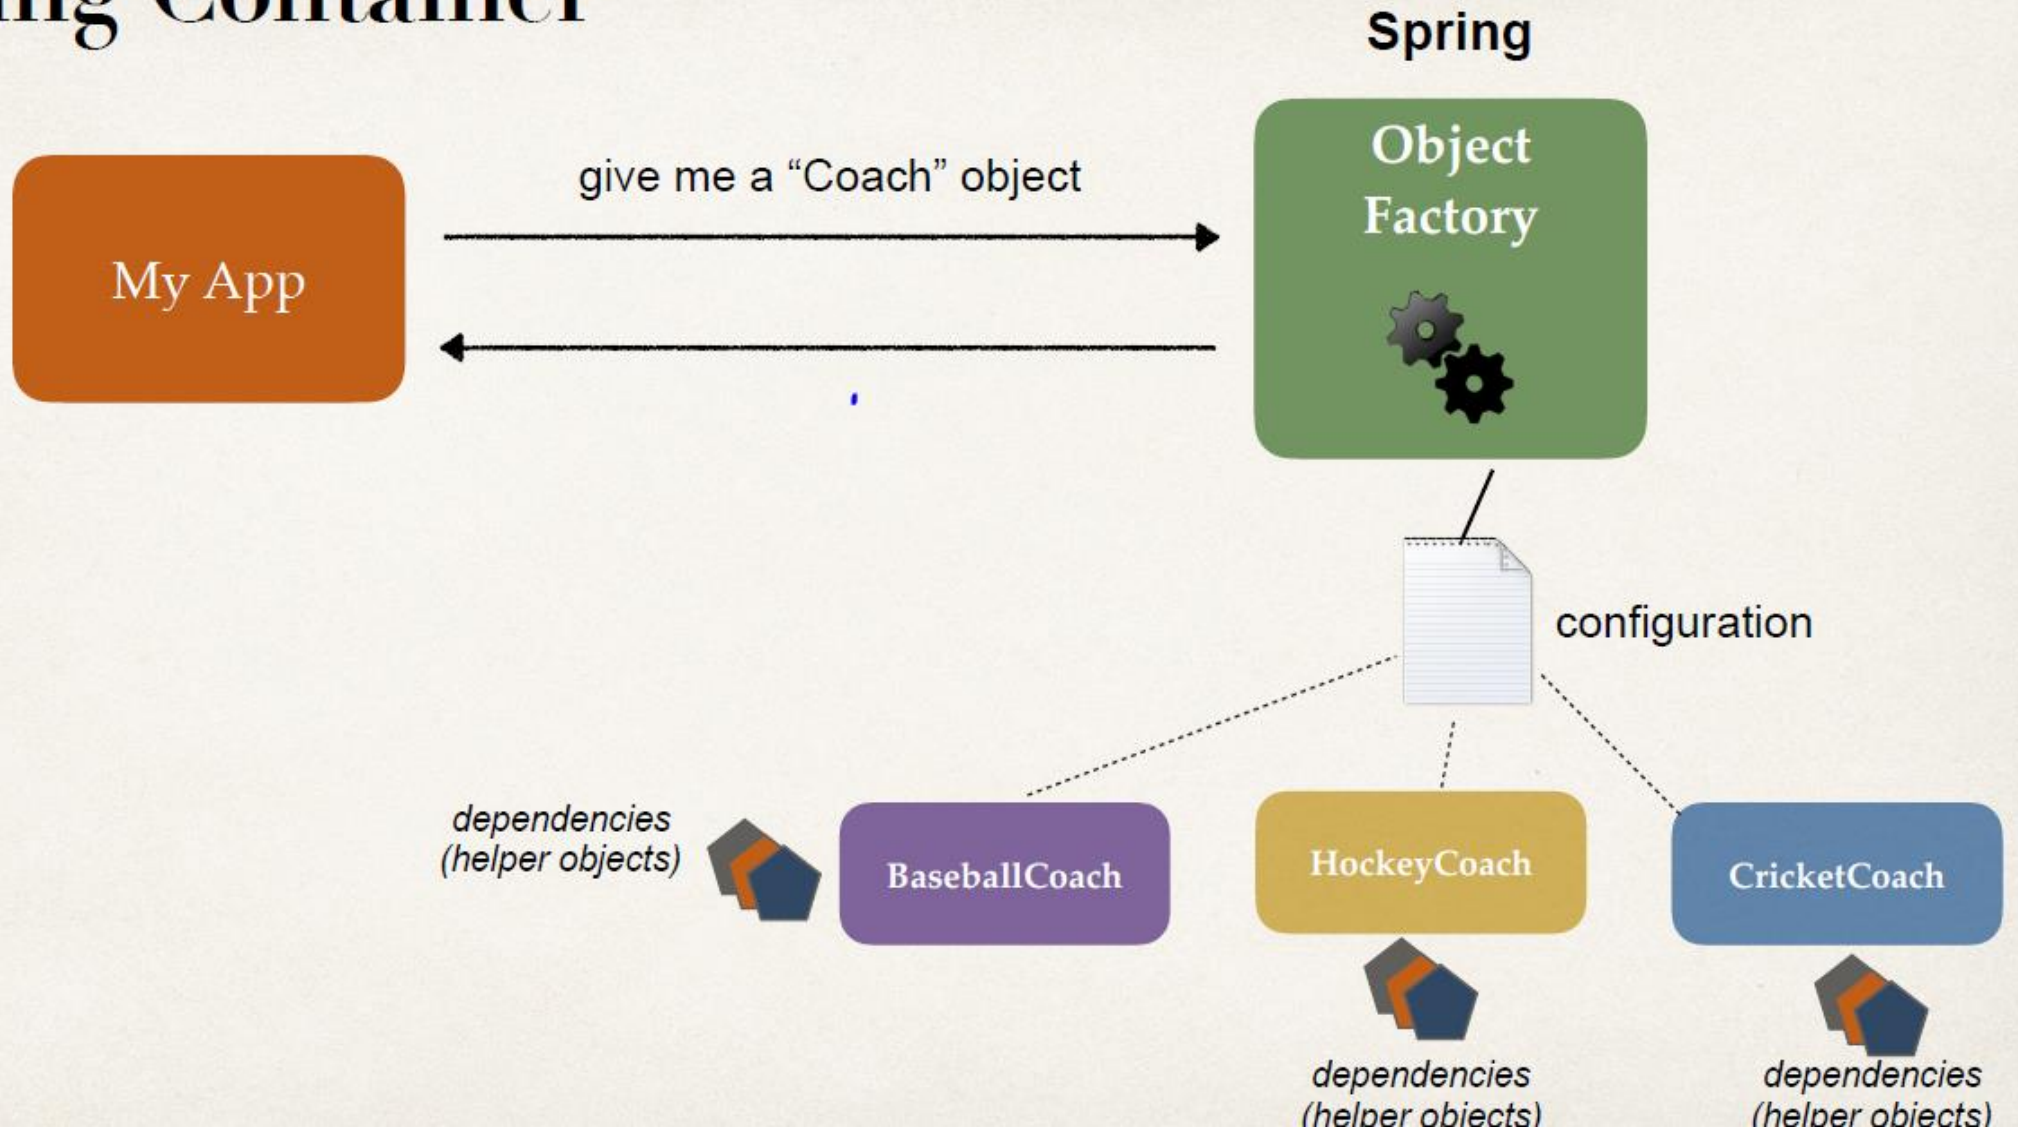 Container
Spring
Object
Factory
give me a “Coach” object
My App
configuration
dependencies
(helper objects)
BaseballCoach
HockeyCoach
CricketCoach
dependencies
(helper objects)
dependencies
(helper objects)